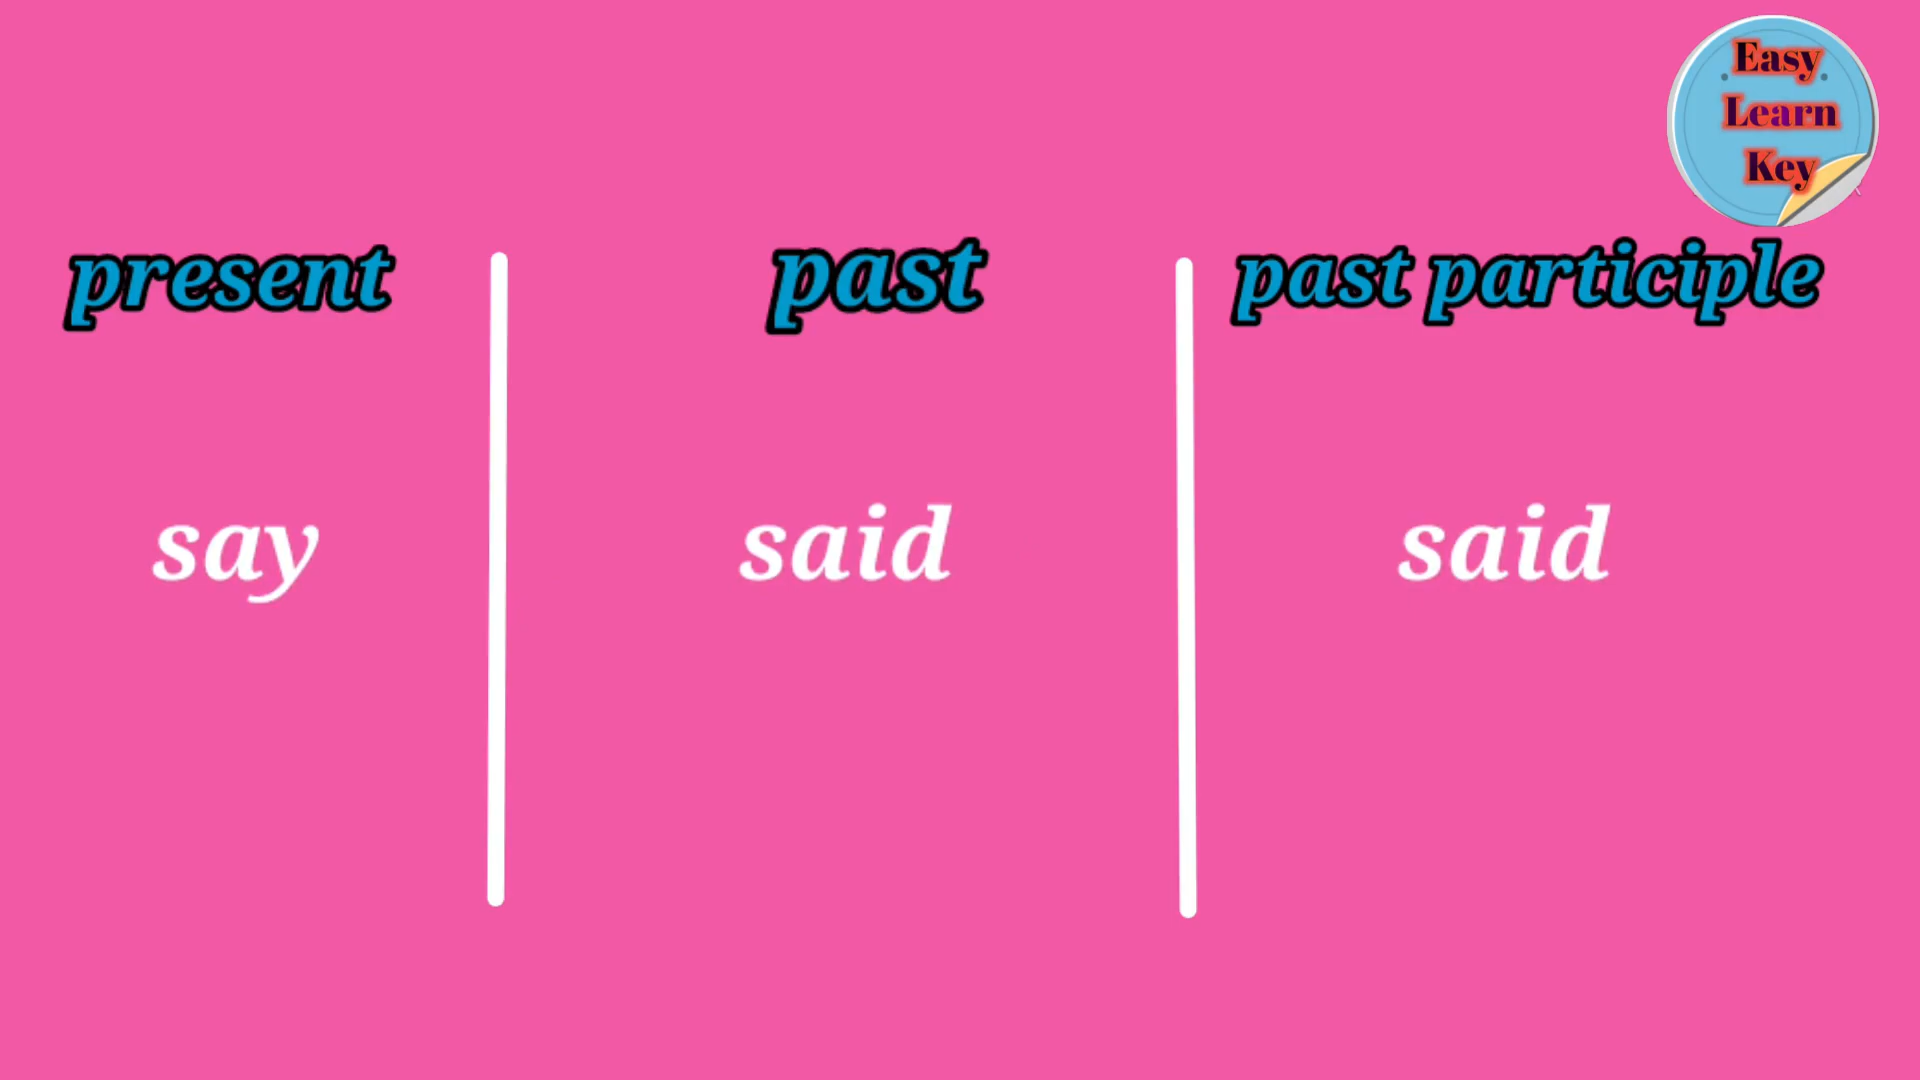 Easy
Learn
Key
present past past participle
say said said